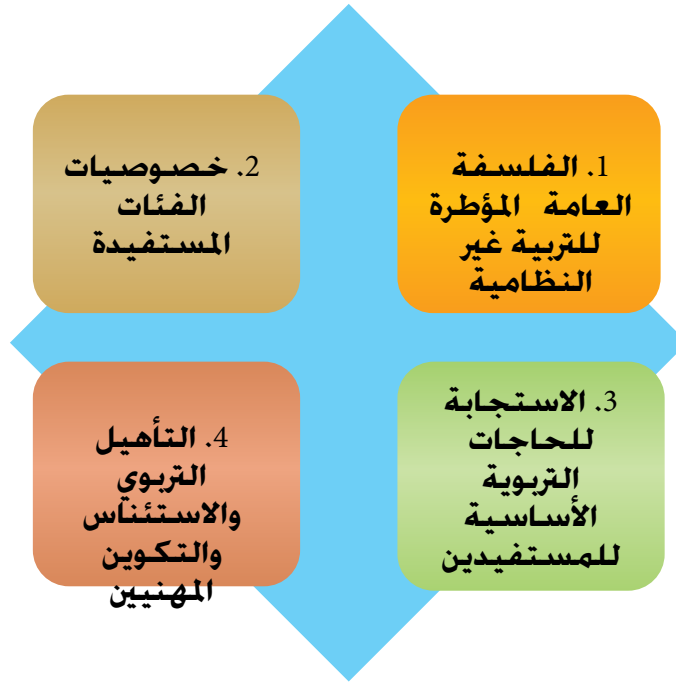 1. الفلسفة
العامة المؤطرة
للتربية غير
النظامية
2. خصوصيات
الفئات
المستفيدة
3. الاستجابة
للحاجات
التربوية
الأساسية
للمستفيدين
4. التأهيل
التربوي
والاستئناس
والتكوين
المهنيين